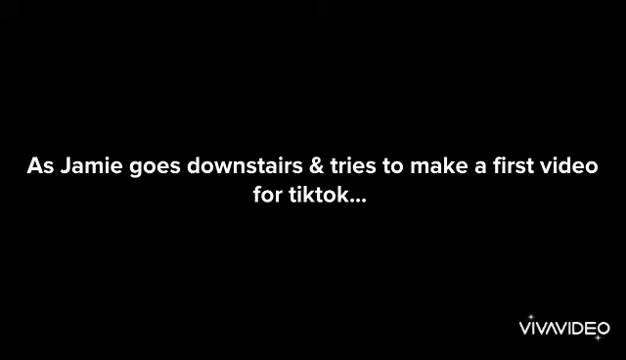 As Jamie goes downstairs & tries to make a first video
for tiktok...
VIVAVIDEO